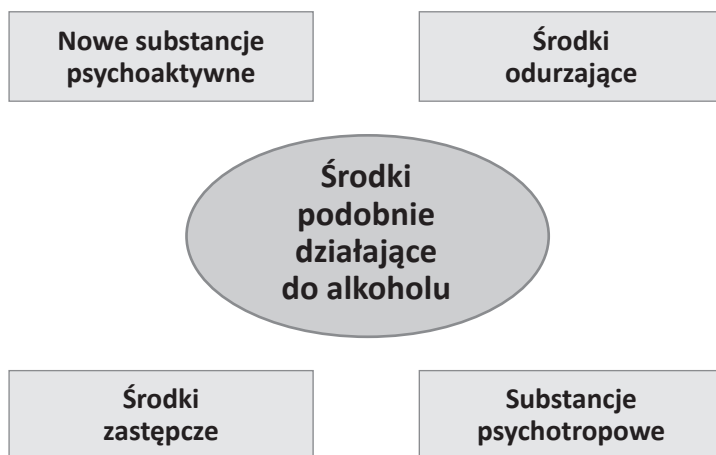 Nowe substancje
psychoaktywne
Środki
odurzające
Środki
podobnie
działające
do alkoholu
Środki
zastępcze
Substancje
psychotropowe